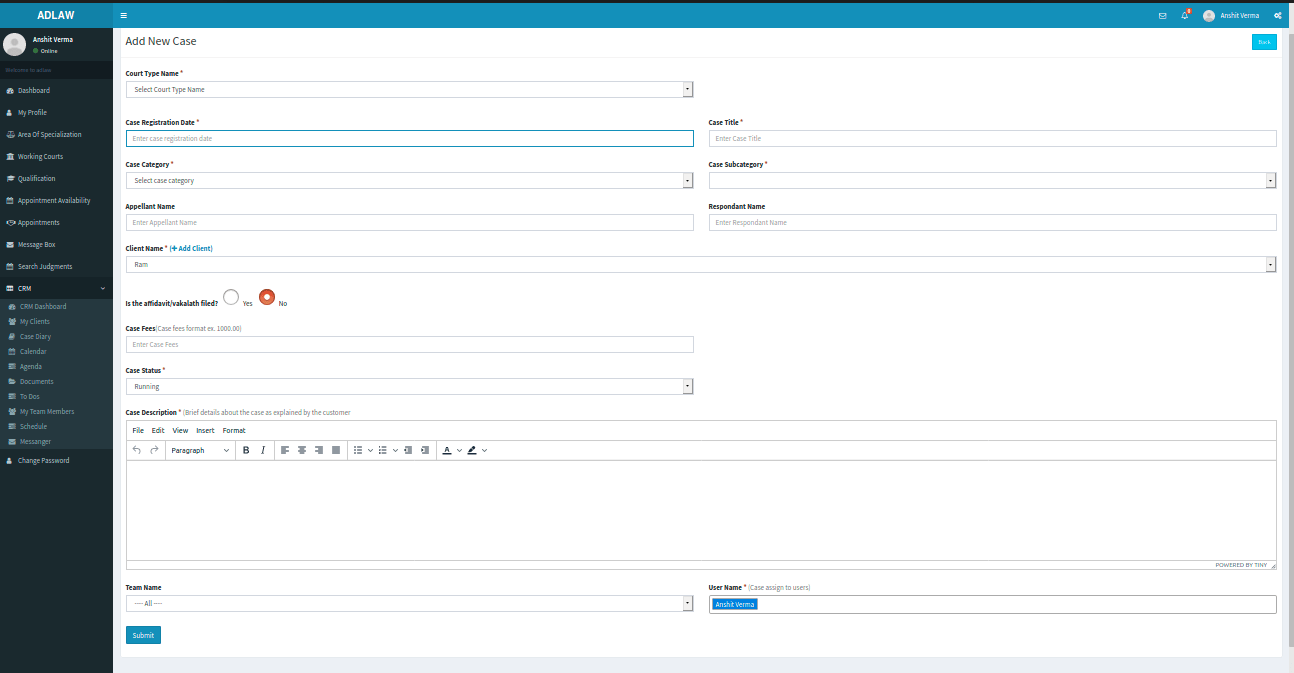 ADLAW
Anshit Verma
Anshit Verma
Online
Welcome to adlaw
Dashboard
My Profile
Area Of Specialization
Working Courts
Qualification
Appointment Availability
Appointments
Message Box
Search Judgments
CRM
CRM Dashboard
My Clients
Case Diary
Calendar
Agenda
Documents
To Dos
My Team Members
Schedule
Messanger
Change Password
Add New Case
Back
Court Type Name *
Select Court Type Name
Case Registration Date * Case Title *
Enter case registration date Enter Case Title
Case Category * Case Subcategory *
Select case category
Appellant Name Respondant Name
Enter Appellant Name Enter Respondant Name
Client Name * (+ Add Client)
Ram
Is the affidavit/vakalath filed? Yes No
Case Fees(Case fees format ex. 1000.00)
Enter Case Fees
Case Status *
Running
Case Description * (Brief details about the case as explained by the customer
File Edit View Insert Format
Paragraph B I A
POWERED BY TINY
Team Name User Name * (Case assign to users)
---- All ---- Anshit Verma
Submit